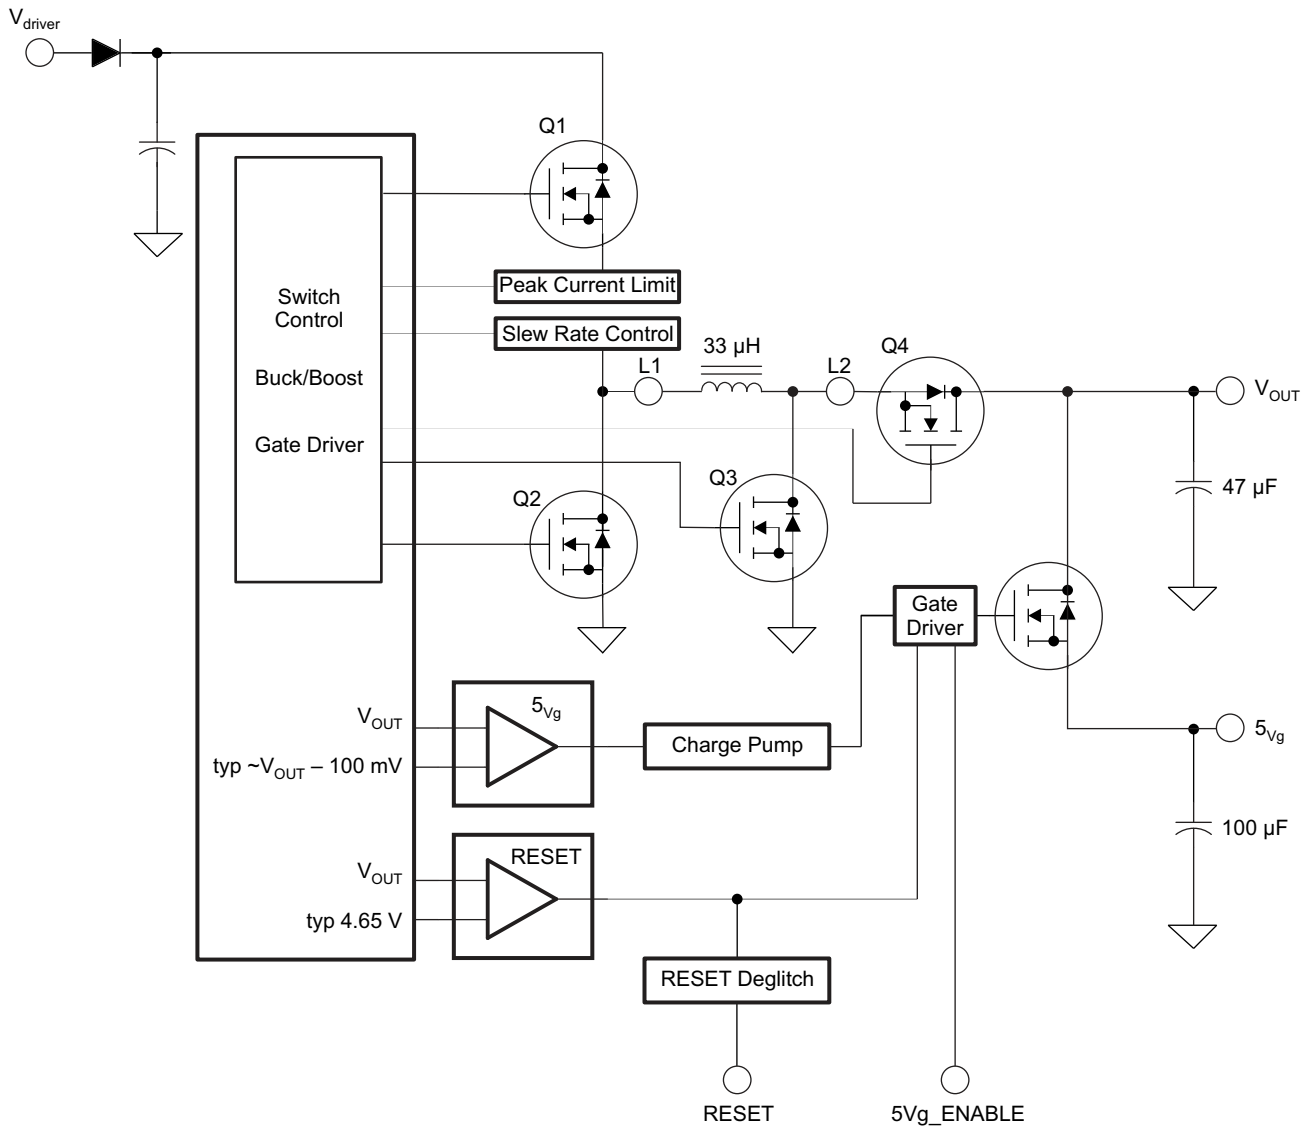 Vdriver
Q1
Peak Current Limit
Switch
Control
Slew Rate Control
33 µH
Q4
L1
L2
Buck/Boost
VOUT
Gate Driver
Q2
Q3
47 µF
Gate
Driver
5Vg
VOUT
Charge Pump
5Vg
typ ~VOUT – 100 mV
100 µF
RESET
VOUT
typ 4.65 V
RESET Deglitch
RESET
5Vg_ENABLE